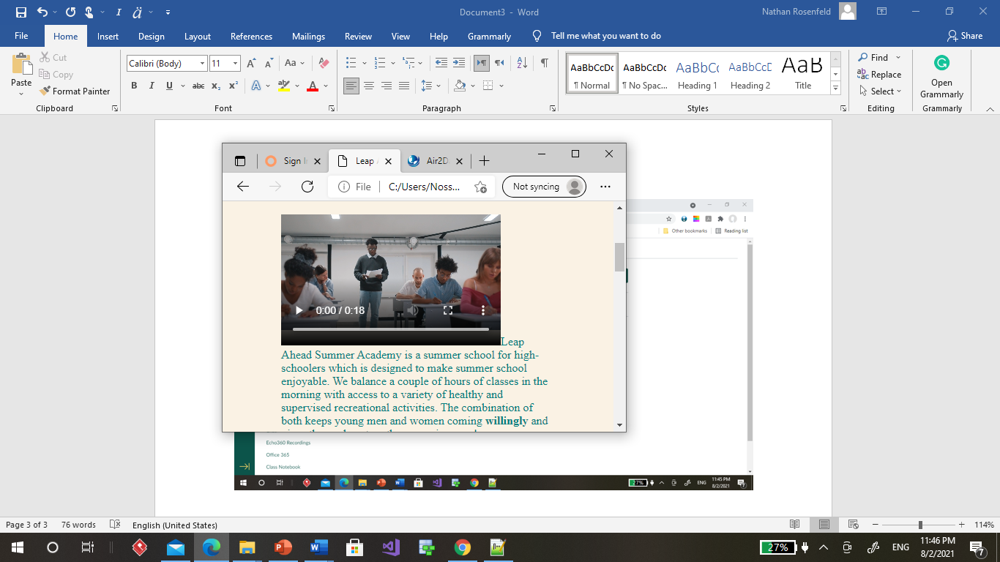 Document3 - Word
Nathan Rosenfeld
File Home Insert Design Layout References Mailings Review View Help Grammarly Tell me what you want to do Share
Paste
Cut
Copy
Format Painter
Clipboard
Calibri (Body) 11
Aa
B I U abc x₂ x²
A A
Font
Paragraph
AaBbCcDc AaBbCcDc AaBbCc AaBbCcD AaB
¶ Normal ¶ No Spac... Heading 1 Heading 2 Title
Styles
Find
Replace
Select
Editing
Open
Grammarly
Grammarly
Sign I Leap Air2D
File C:/Users/Noss... Not syncing
Other bookmarks Reading list
0:00 / 0:18
Leap
Ahead Summer Academy is a summer school for high-
schoolers which is designed to make summer school
enjoyable. We balance a couple of hours of classes in the
morning with access to a variety of healthy and
supervised recreational activities. The combination of
both keeps young men and women coming willingly and
Echo360 Recordings
Office 365
Class Notebook
27% ENG 11:45 PM
8/2/2021
Page 3 of 3 76 words English (United States) 114%
27% ENG 11:46 PM
8/2/2021 7